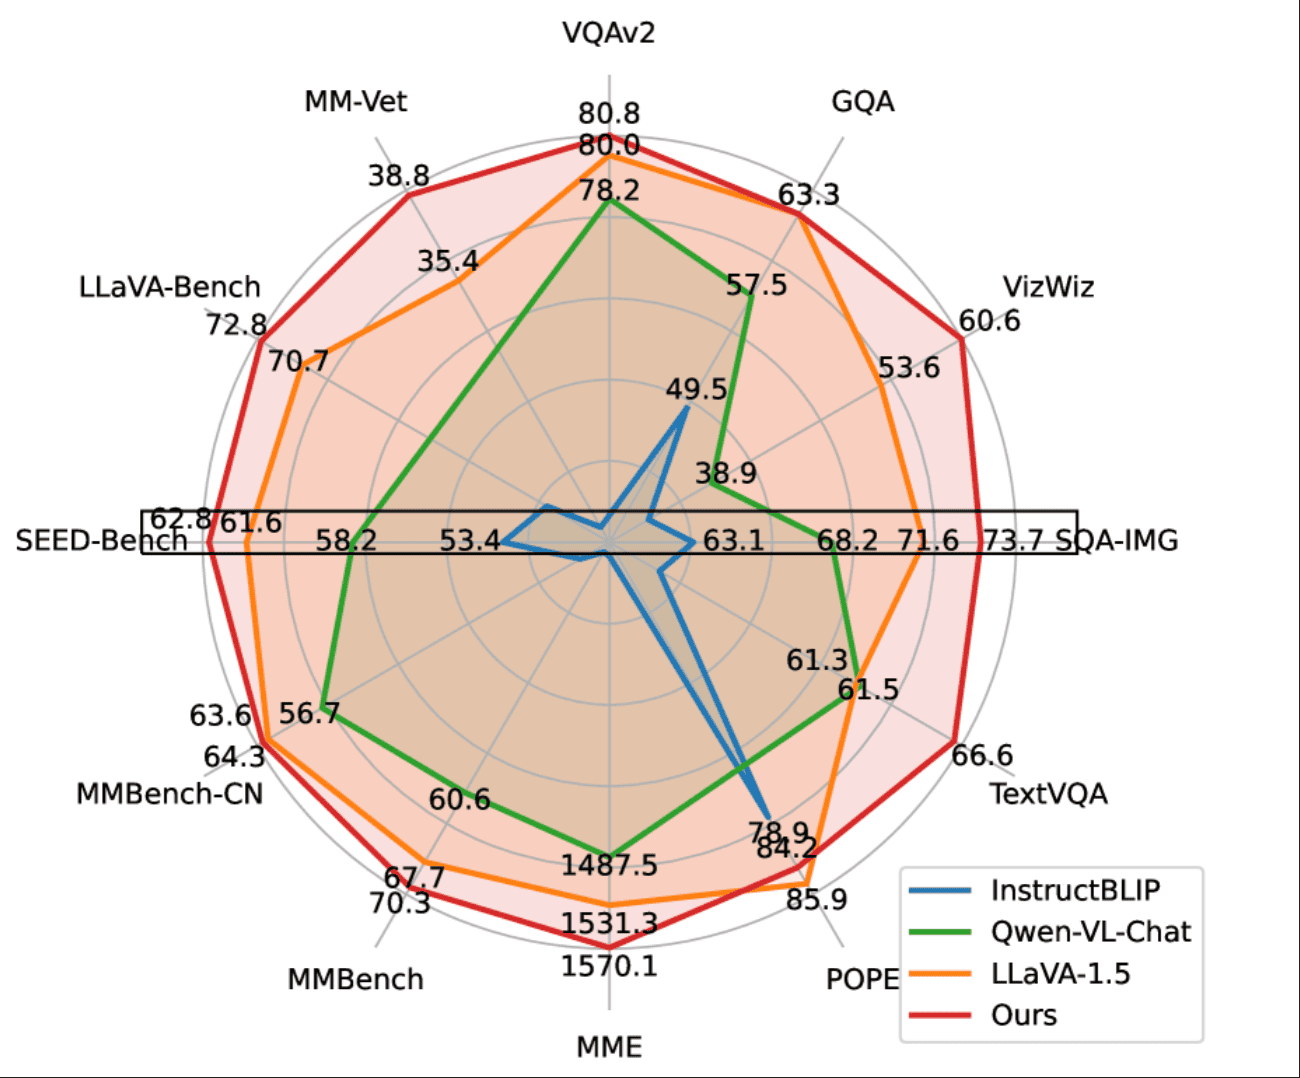 VQAv2
MM-Vet
GQA
80.8
80.0
38.8
78.2
63.3
35.4
57.5
LLaVA-Bench
VizWiz
72.8
60.6
70.7
53.6
49.5
38.9
62.8
61.6
SEED-Bench
58.2
53.4
63.1
68.2
71.6
73.7
SQA-IMG
61.3
61.5
63.6
56.7
64.3
66.6
MMBench-CN
TextVQA
60.6
78.9
84.2
1487.5
67.7
70.3
85.9
1531.3
1570.1
MMBench
POPE
MME
InstructBLIP
Qwen-VL-Chat
LLaVA-1.5
Ours